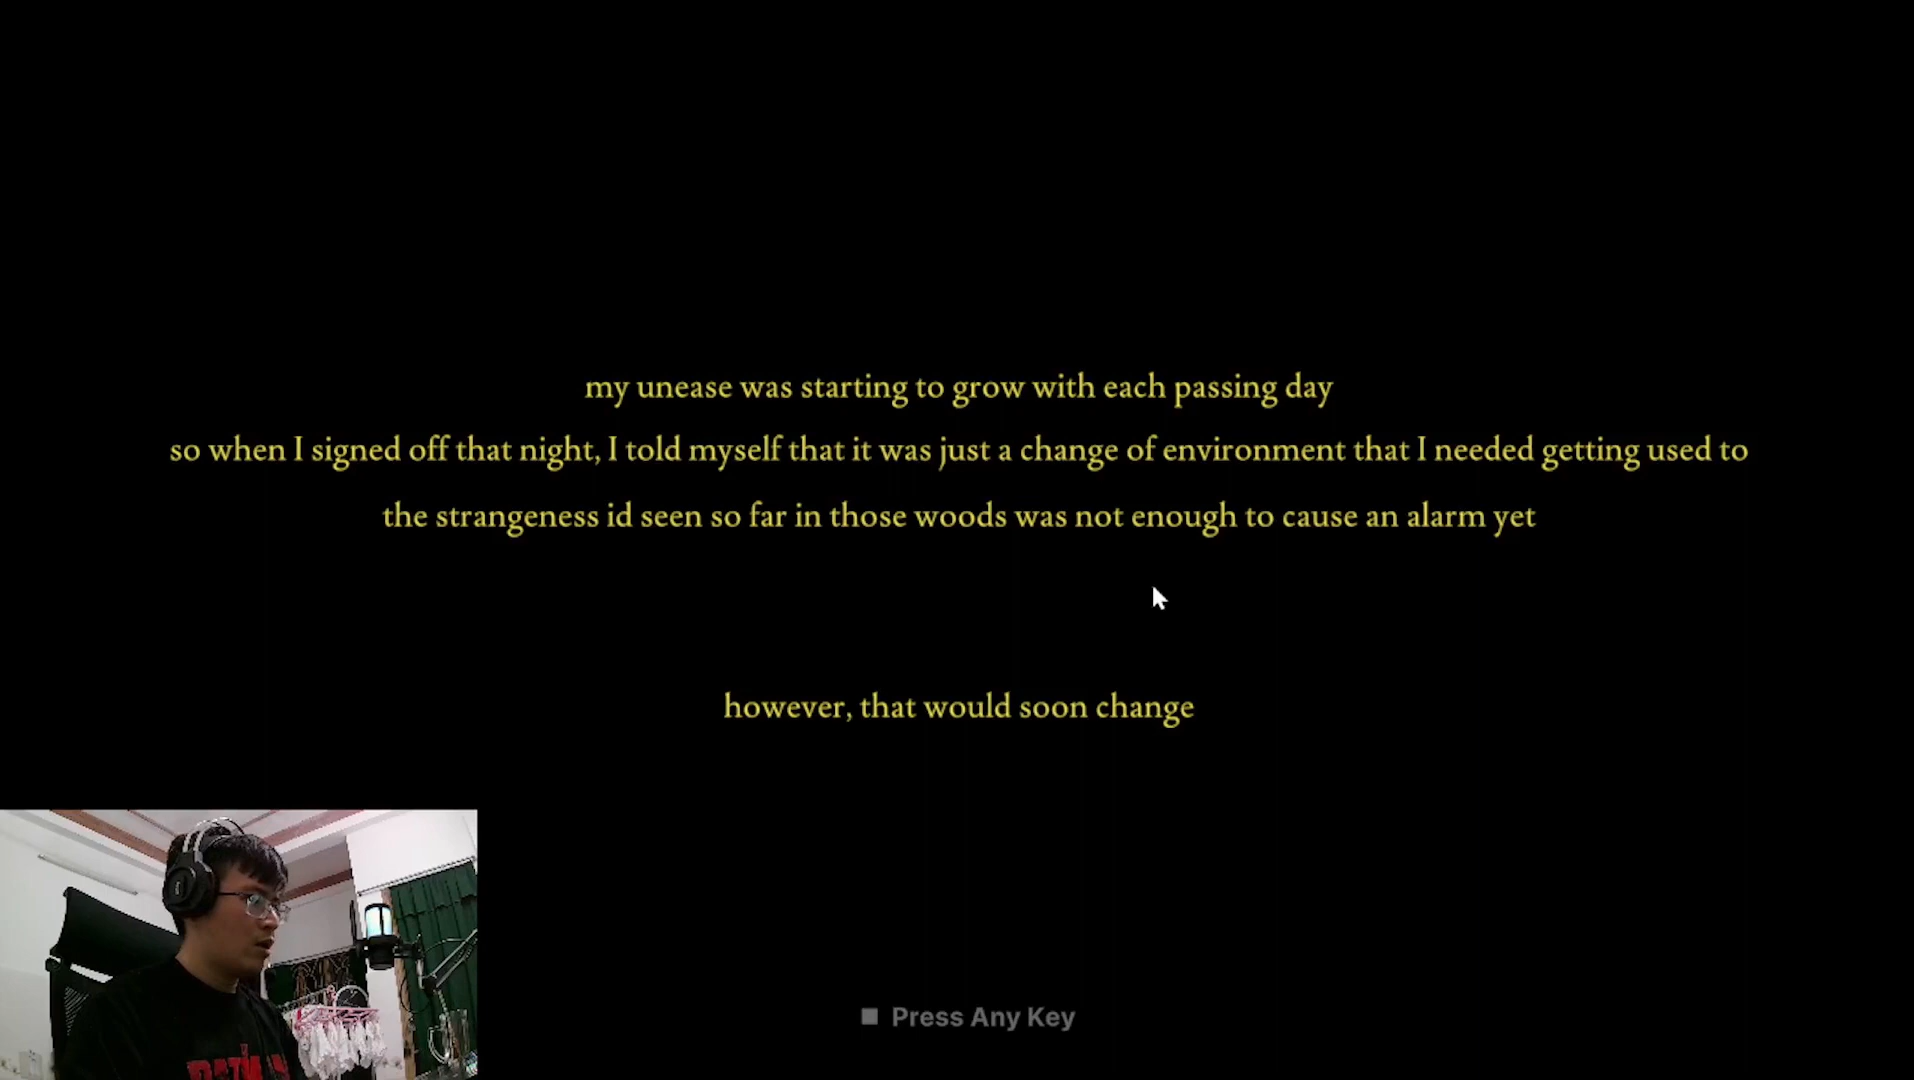 my unease was starting to grow with each passing day
so when I signed off that night, I told myself that it was just a change of environment that I needed getting used to
the strangeness id seen so far in those woods was not enough to cause an alarm yet
however, that would soon change
Press Any Key